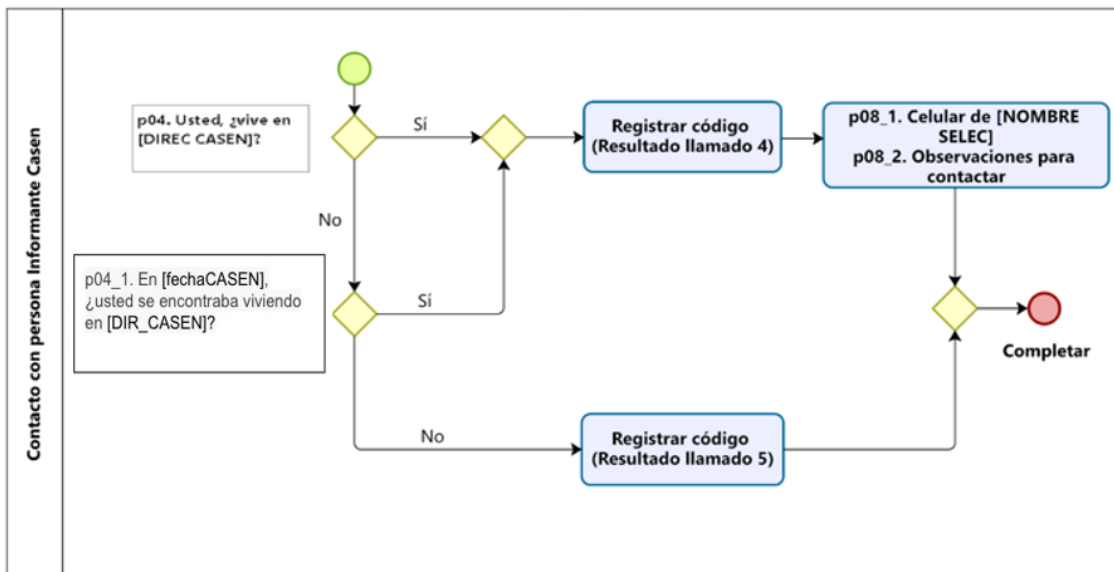 Contacto con persona Informante Casen
p04. Usted, ¿vive en
[DIREC CASEN]?
Sí
Registrar código
(Resultado llamado 4)
p08_1. Celular de [NOMBRE
SELEC]
p08_2. Observaciones para
contactar
No
p04_1. En [fechaCASEN],
¿usted se encontraba viviendo
en [DIR_CASEN]?
Sí
Completar
No
Registrar código
(Resultado llamado 5)